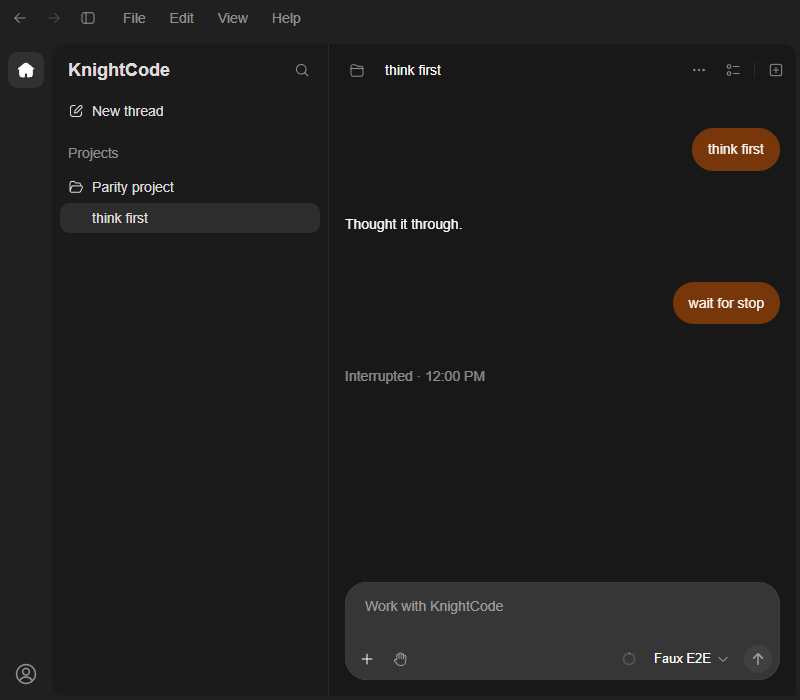 File Edit View Help
KnightCode
New thread
Projects
Parity project
think first
think first
think first
Thought it through.
wait for stop
Interrupted · 12:00 PM
Work with KnightCode
Faux E2E